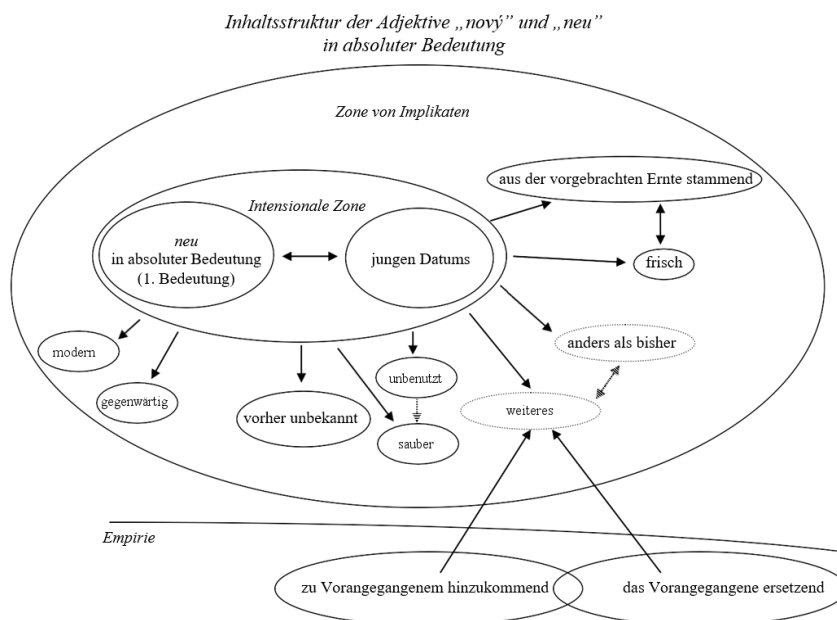 Inhaltsstruktur der Adjektive „nový” und „neu”
in absoluter Bedeutung
Zone von Implikaten
aus der vorgebrachten Ernte stammend
Intensionale Zone
neu
in absoluter Bedeutung
(1. Bedeutung)
jungen Datums
frisch
modern
anders als bisher
unbenutzt
gegenwärtig
vorher unbekannt
weiteres
sauber
Empirie
zu Vorangegangenem hinzukommend
das Vorangegangene ersetzend